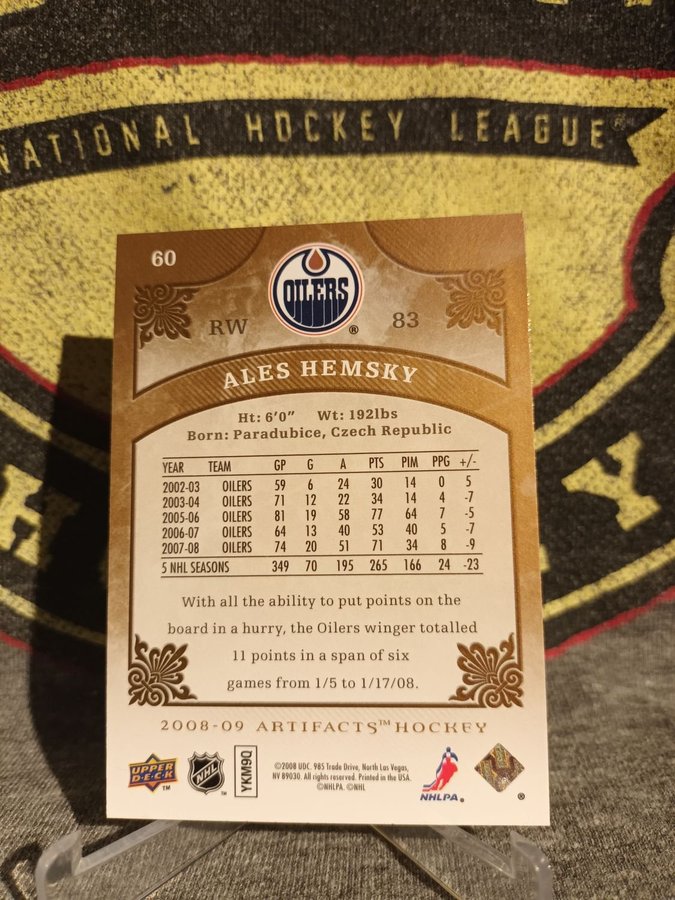 NATIONAL HOCKEY LEAGUE®
60
OILERS
®
RW 83
ALES HEMSKY
Ht: 6'0" Wt: 192lbs
Born: Paradubice, Czech Republic
YEAR TEAM GP G A PTS PIM PPG +/-
2002-03 OILERS 59 6 24 30 14 0 5
2003-04 OILERS 71 12 22 34 14 4 -7
2005-06 OILERS 81 19 58 77 64 7 -5
2006-07 OILERS 64 13 40 53 40 5 -7
2007-08 OILERS 74 20 51 71 34 8 -9
5 NHL SEASONS 349 70 195 265 166 24 -23
With all the ability to put points on the
board in a hurry, the Oilers winger totalled
11 points in a span of six
games from 1/5 to 1/17/08.
2008-09 ARTIFACTS™ HOCKEY
UPPER DECK™
NHL™
YKM9Q
©2008 UDC. 985 Trade Drive, North Las Vegas,
NV 89030. All rights reserved. Printed in the USA.
©NHLPA. ©NHL
NHLPA®
®
H
Y